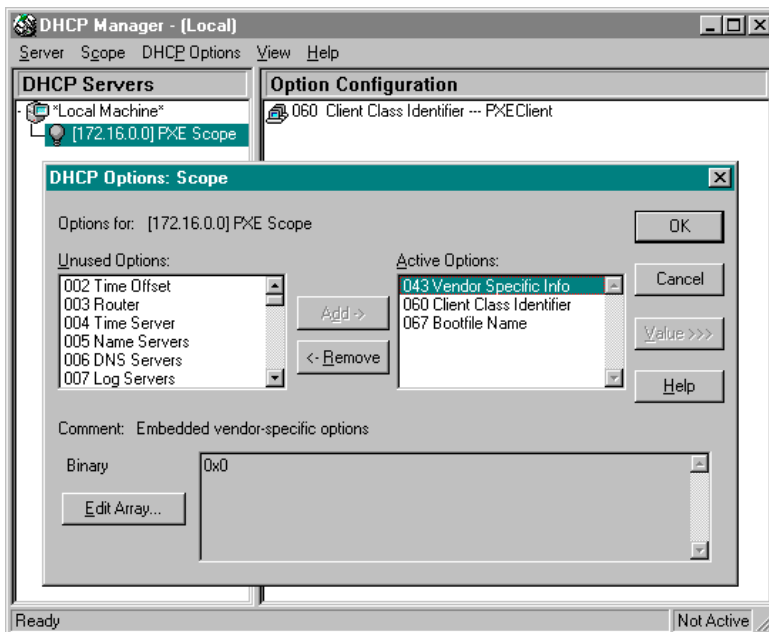 DHCP Manager - (Local)
Server Scope DHCP Options View Help
DHCP Servers
Option Configuration
*Local Machine*
[172.16.0.0] PXE Scope
060 Client Class Identifier --- PXEClient
DHCP Options: Scope
Options for: [172.16.0.0] PXE Scope
OK
Unused Options:
002 Time Offset
003 Router
004 Time Server
005 Name Servers
006 DNS Servers
007 Log Servers
Add ->
<- Remove
Active Options:
043 Vendor Specific Info
060 Client Class Identifier
067 Bootfile Name
Cancel
Value >>>
Help
Comment: Embedded vendor-specific options
Binary
0x0
Edit Array...
Ready
Not Active